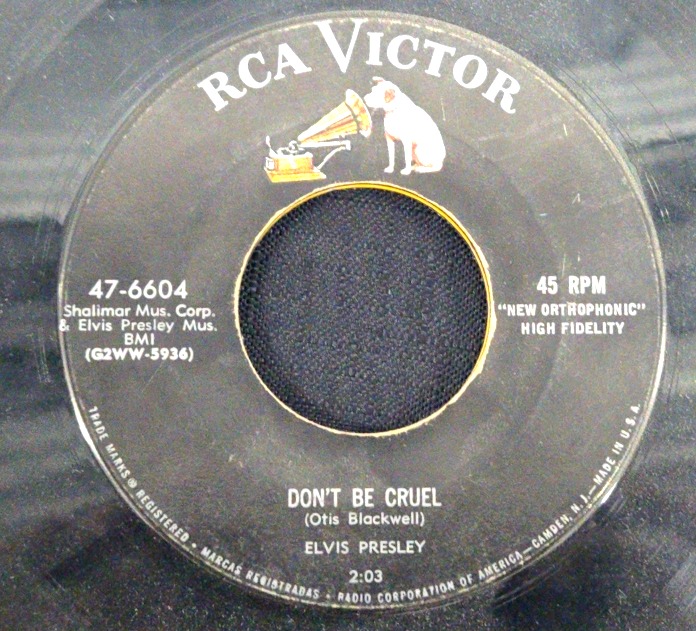 RCA VICTOR
47-6604
Shalimar Mus. Corp.
& Elvis Presley Mus.
BMI
(G2WW-5936)
45 RPM
"NEW ORTHOPHONIC"
HIGH FIDELITY
DON'T BE CRUEL
(Otis Blackwell)
ELVIS PRESLEY
2:03
TRADE MARKS ® REGISTERED • MARCAS REGISTRADAS • RADIO CORPORATION OF AMERICA—CAMDEN, N. J.—MADE IN U.S.A.